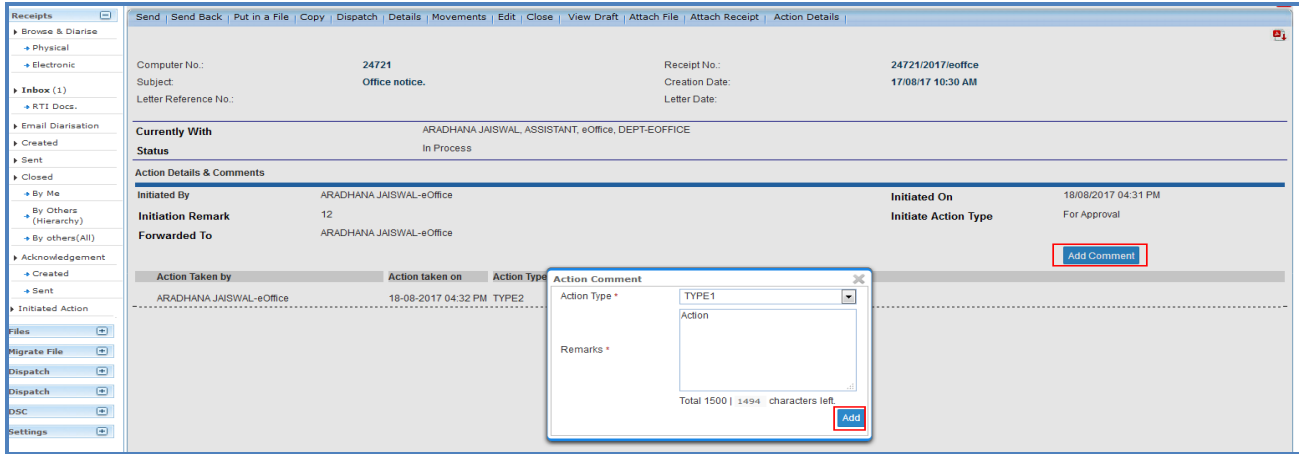 Receipts
Browse & Diarise
Physical
Electronic
Inbox (1)
RTI Docs.
Email Diarisation
Created
Sent
Closed
By Me
By Others
(Hierarchy)
By others(All)
Acknowledgement
Created
Sent
Initiated Action
Files
Migrate File
Dispatch
Dispatch
DSC
Settings
Send | Send Back | Put in a File | Copy | Dispatch | Details | Movements | Edit | Close | View Draft | Attach File | Attach Receipt | Action Details |
Computer No.: 24721 Receipt No.: 24721/2017/eoffce
Subject: Office notice. Creation Date: 17/08/17 10:30 AM
Letter Reference No.: Letter Date:
Currently With ARADHANA JAISWAL, ASSISTANT, eOffice, DEPT-EOFFICE
Status In Process
Action Details & Comments
Initiated By ARADHANA JAISWAL-eOffice Initiated On 18/08/2017 04:31 PM
Initiation Remark 12 Initiate Action Type For Approval
Forwarded To ARADHANA JAISWAL-eOffice
Add Comment
Action Taken by Action taken on Action Type
ARADHANA JAISWAL-eOffice 18-08-2017 04:32 PM TYPE2
Action Comment
Action Type * TYPE1
Action
Remarks *
Total 1500 | 1494 characters left.
Add